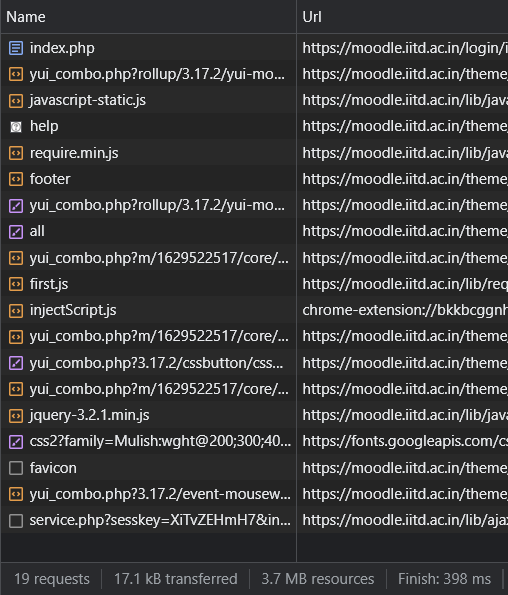 Name Url
index.php https://moodle.iitd.ac.in/login/i
yui_combo.php?rollup/3.17.2/yui-mo... https://moodle.iitd.ac.in/theme
javascript-static.js https://moodle.iitd.ac.in/lib/java
help https://moodle.iitd.ac.in/theme
require.min.js https://moodle.iitd.ac.in/lib/java
footer https://moodle.iitd.ac.in/theme
yui_combo.php?rollup/3.17.2/yui-mo... https://moodle.iitd.ac.in/theme
all https://moodle.iitd.ac.in/theme
yui_combo.php?m/1629522517/core/... https://moodle.iitd.ac.in/theme
first.js https://moodle.iitd.ac.in/lib/req
injectScript.js chrome-extension://bkkbcggnh
yui_combo.php?m/1629522517/core/... https://moodle.iitd.ac.in/theme
yui_combo.php?3.17.2/cssbutton/css... https://moodle.iitd.ac.in/theme
yui_combo.php?m/1629522517/core/... https://moodle.iitd.ac.in/theme
jquery-3.2.1.min.js https://moodle.iitd.ac.in/lib/java
css2?family=Mulish:wght@200;300;40... https://fonts.googleapis.com/cs
favicon https://moodle.iitd.ac.in/theme
yui_combo.php?3.17.2/event-mousew... https://moodle.iitd.ac.in/theme
service.php?sesskey=XiTvZEHmH7&in... https://moodle.iitd.ac.in/lib/ajax
19 requests 17.1 kB transferred 3.7 MB resources Finish: 398 ms